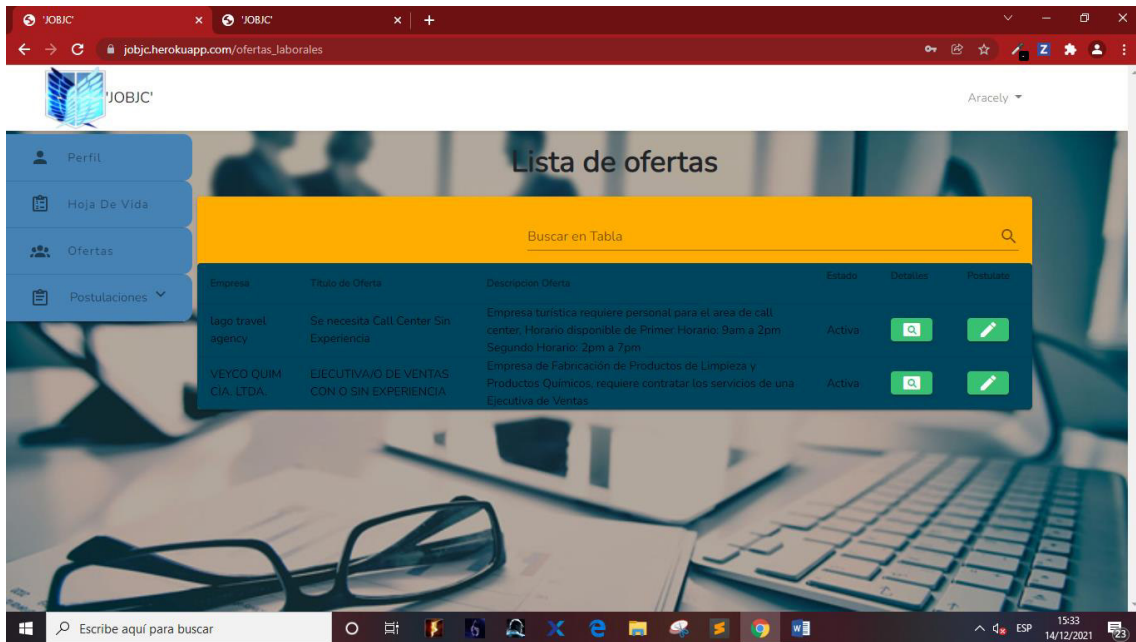 'JOBJC'
'JOBJC'
jobjc.herokuapp.com/ofertas_laborales
'JOBJC'
Aracely
Perfil
Hoja De Vida
Ofertas
Postulaciones
Lista de ofertas
Buscar en Tabla
Empresa Título de Oferta Descripcion Oferta Estado Detalles Postulate
lago travel agency
Se necesita Call Center Sin Experiencia
Empresa turística requiere personal para el area de call
center, Horario disponible de Primer Horario: 9am a 2pm
Segundo Horario: 2pm a 7pm
Activa
VEYCO QUIM CIA. LTDA.
EJECUTIVA/O DE VENTAS CON O SIN EXPERIENCIA
Empresa de Fabricación de Productos de Limpieza y
Productos Químicos, requiere contratar los servicios de una
Ejecutiva de Ventas
Activa
Escribe aquí para buscar
ESP
15:33
14/12/2021
23